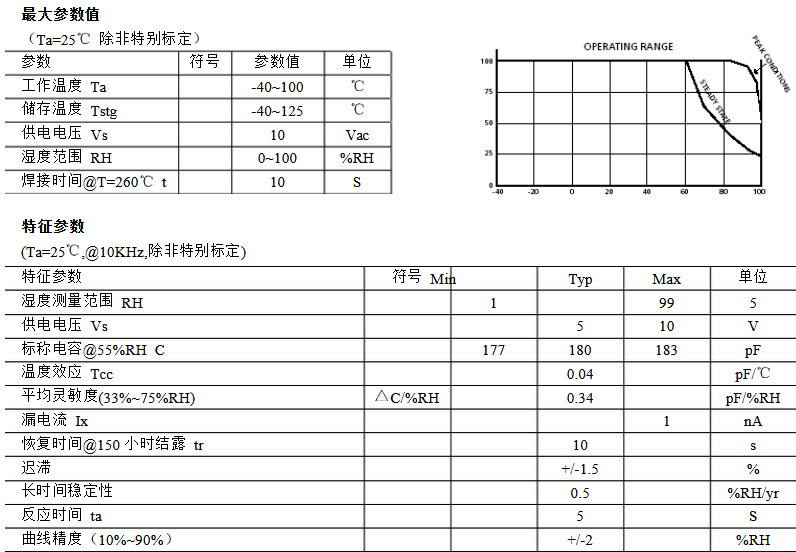 最大参数值
（Ta=25℃ 除非特别标定）
参数 符号 参数值 单位
工作温度 Ta -40~100 ℃
储存温度 Tstg -40~125 ℃
供电电压 Vs 10 Vac
湿度范围 RH 0~100 %RH
焊接时间@T=260℃ t 10 S
OPERATING RANGE
PEAK CONDITIONS
STEADY STATE
100
75
50
25
0
-40 -20 0 20 40 60 80 100
特征参数
(Ta=25℃,@10KHz,除非特别标定)
特征参数 符号 Min Typ Max 单位
湿度测量范围 RH 1 99 5
供电电压 Vs 5 10 V
标称电容@55%RH C 177 180 183 pF
温度效应 Tcc 0.04 pF/℃
平均灵敏度(33%~75%RH) △C/%RH 0.34 pF/%RH
漏电流 Ix 1 nA
恢复时间@150小时结露 tr 10 s
迟滞 +/-1.5 %
长时间稳定性 0.5 %RH/yr
反应时间 ta 5 S
曲线精度（10%~90%） +/-2 %RH